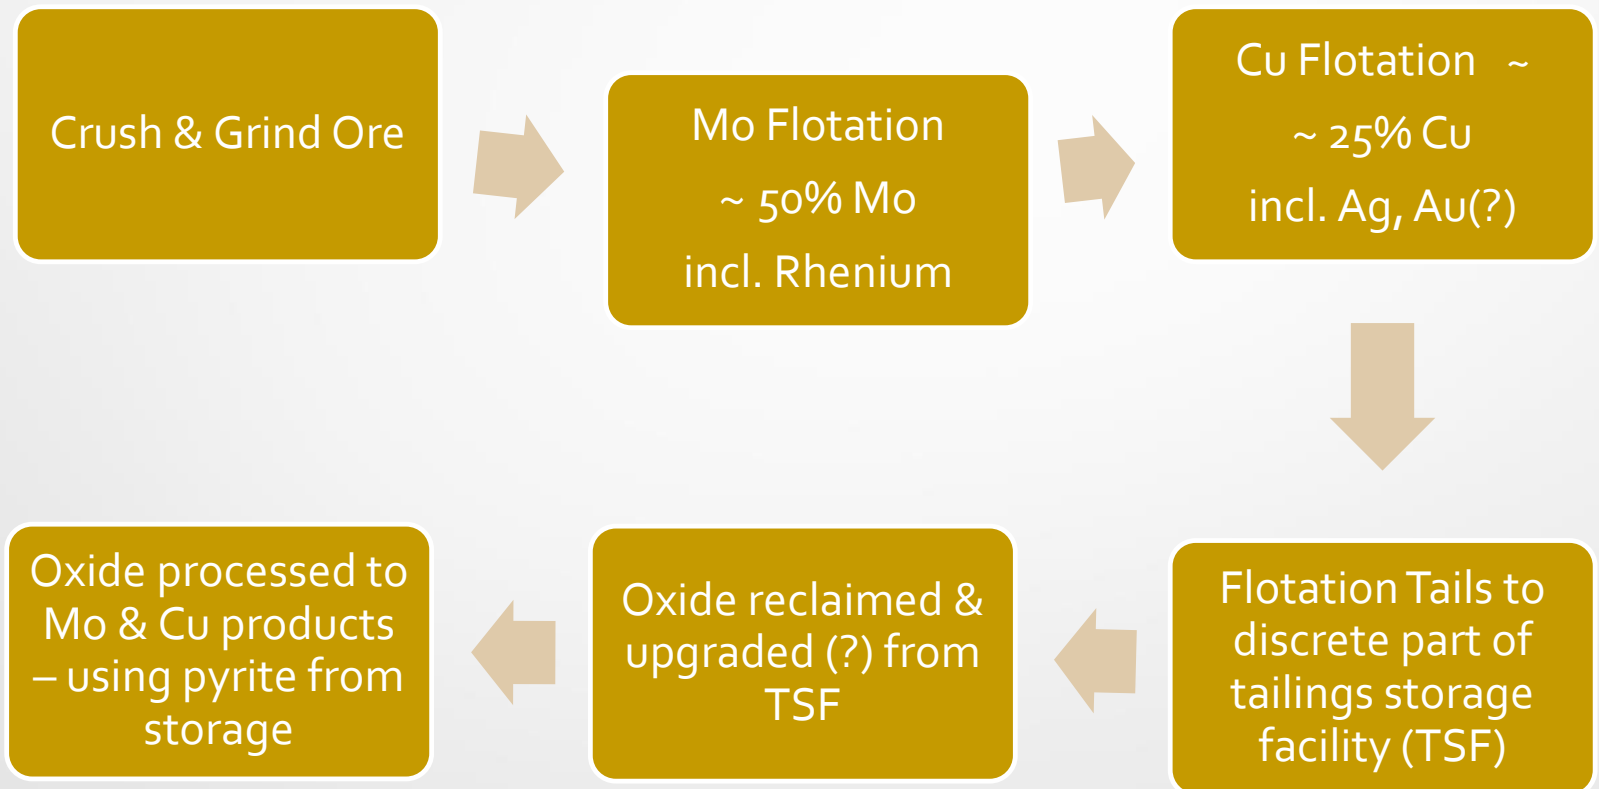 Crush & Grind Ore
Mo Flotation
~ 50% Mo
incl. Rhenium
Cu Flotation ~
~ 25% Cu
incl. Ag, Au(?)
Flotation Tails to
discrete part of
tailings storage
facility (TSF)
Oxide reclaimed &
upgraded (?) from
TSF
Oxide processed to
Mo & Cu products
– using pyrite from
storage